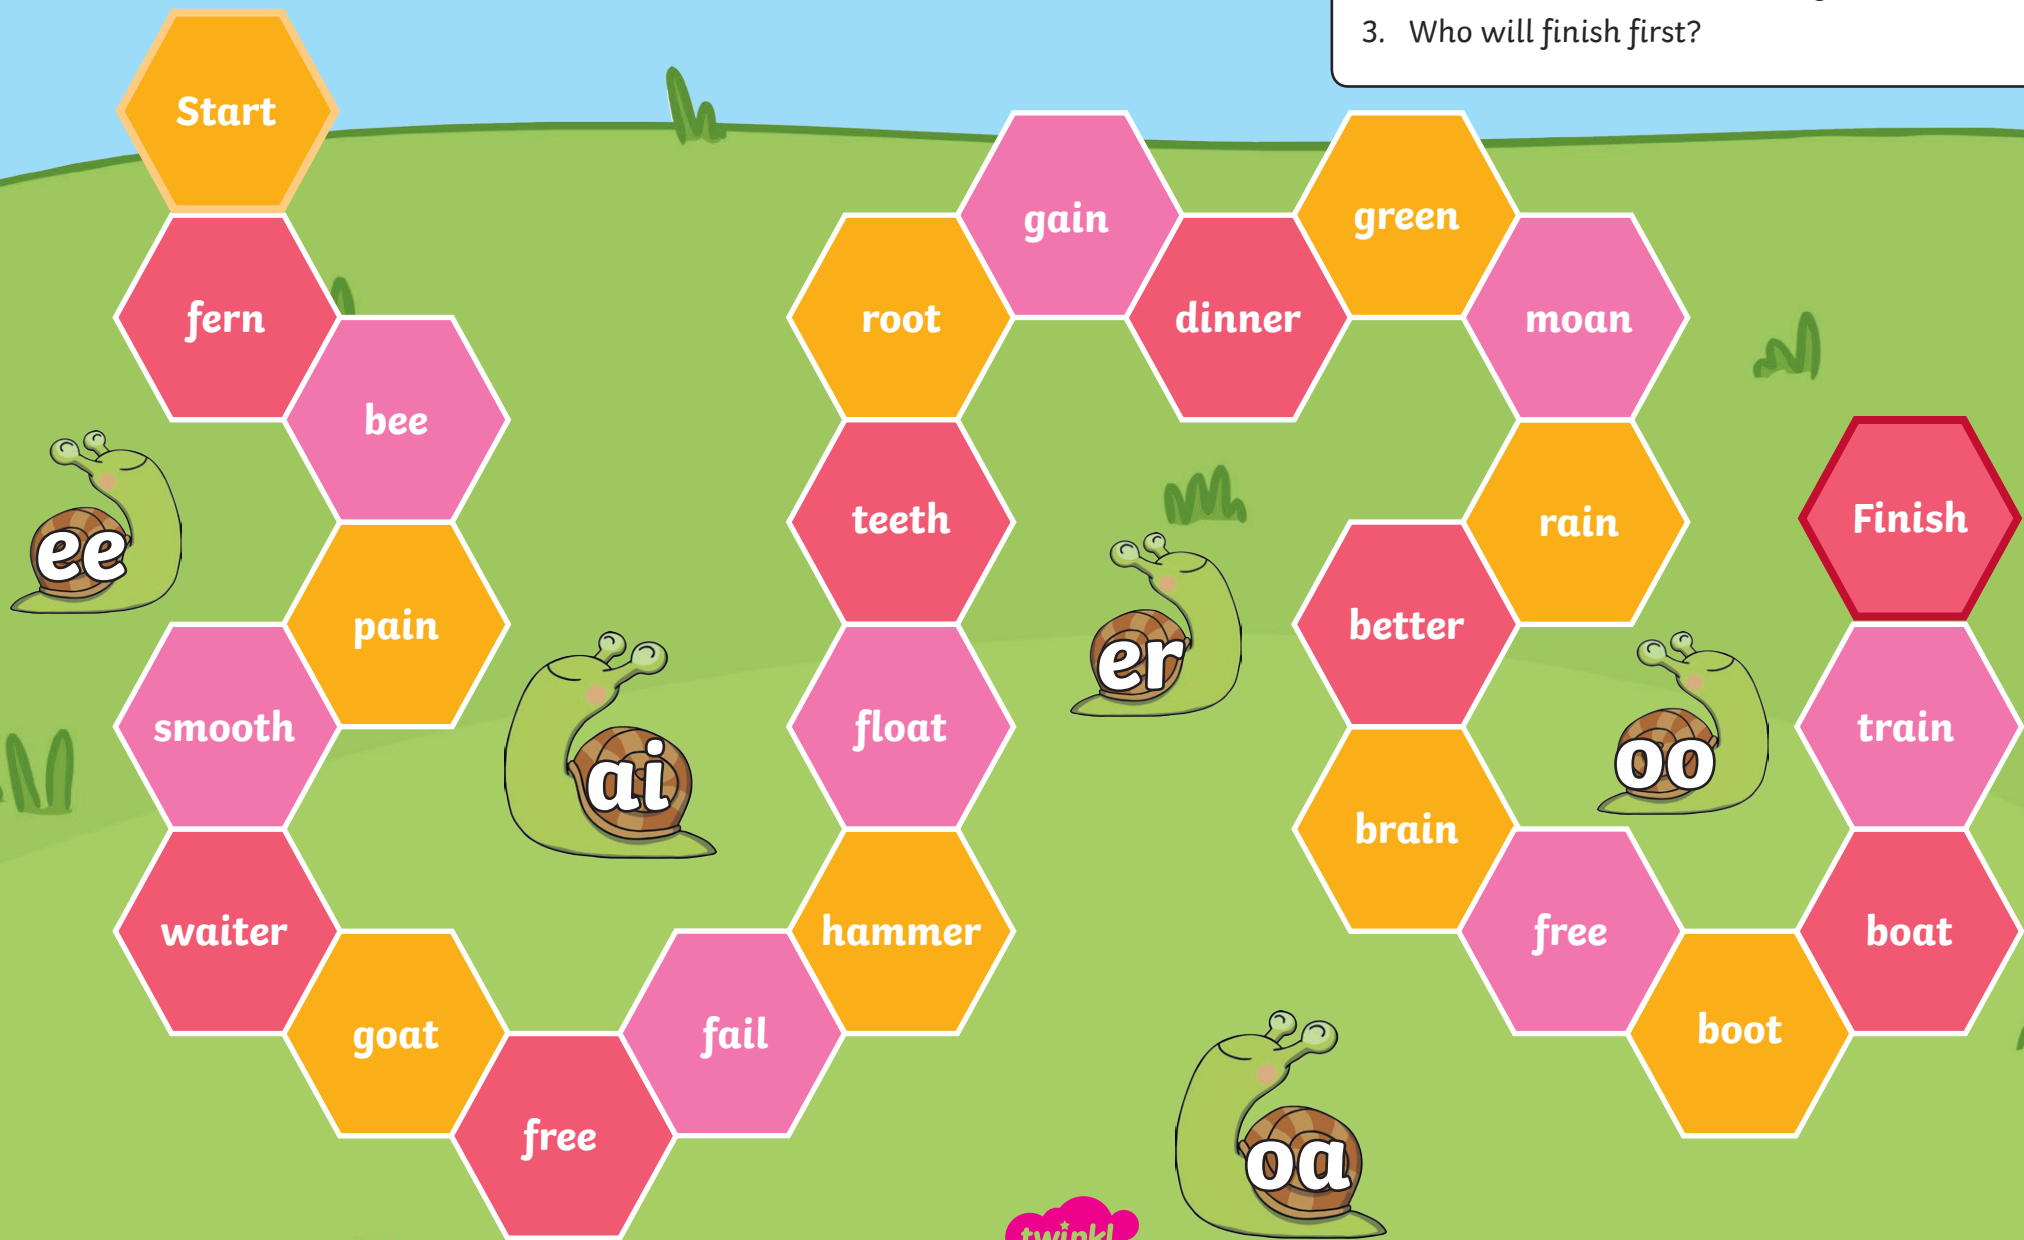 3. Who will finish first?
Start
fern
bee
pain
smooth
waiter
goat
free
fail
hammer
float
teeth
root
gain
dinner
green
moan
rain
better
brain
free
boot
boat
train
Finish
ee
ai
er
oo
oa
twinkl